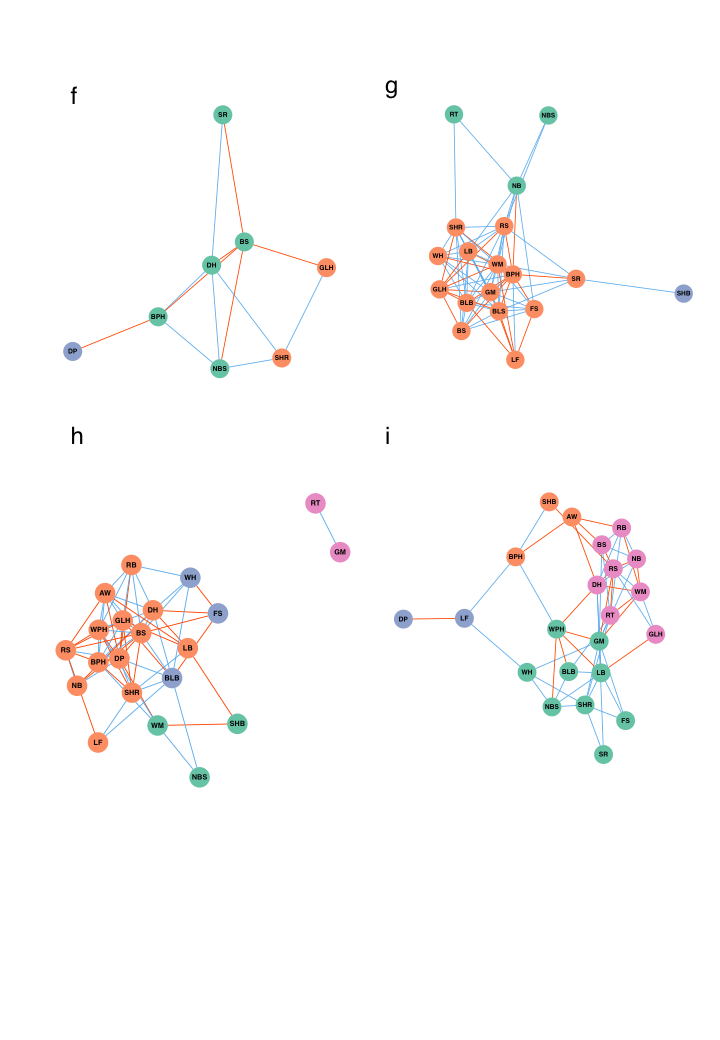 f
SR
BS
DH
GLH
BPH
DP
SHR
NBS
g
RT
NBS
NB
SHR
RS
LB
WH
WM
BPH
SR
GLH
GM
SHB
BLB
BLS
FS
BS
LF
h
RT
GM
RB
WH
AW
DH
FS
GLH
WPH
BS
LB
RS
DP
BPH
BLB
NB
SHR
WM
SHB
LF
NBS
i
SHB
AW
RB
BS
BPH
NB
RS
DH
WM
RT
DP
LF
WPH
GLH
GM
WH
BLB
LB
NBS
SHR
FS
SR